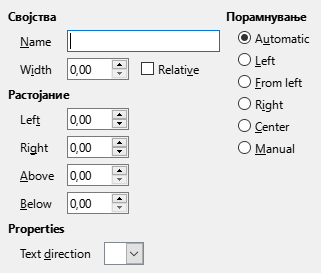 Својства
Name
Width 0,00 Relative
Растојание
Left 0,00
Right 0,00
Above 0,00
Below 0,00
Properties
Text direction
Порамнување
Automatic
Left
From left
Right
Center
Manual